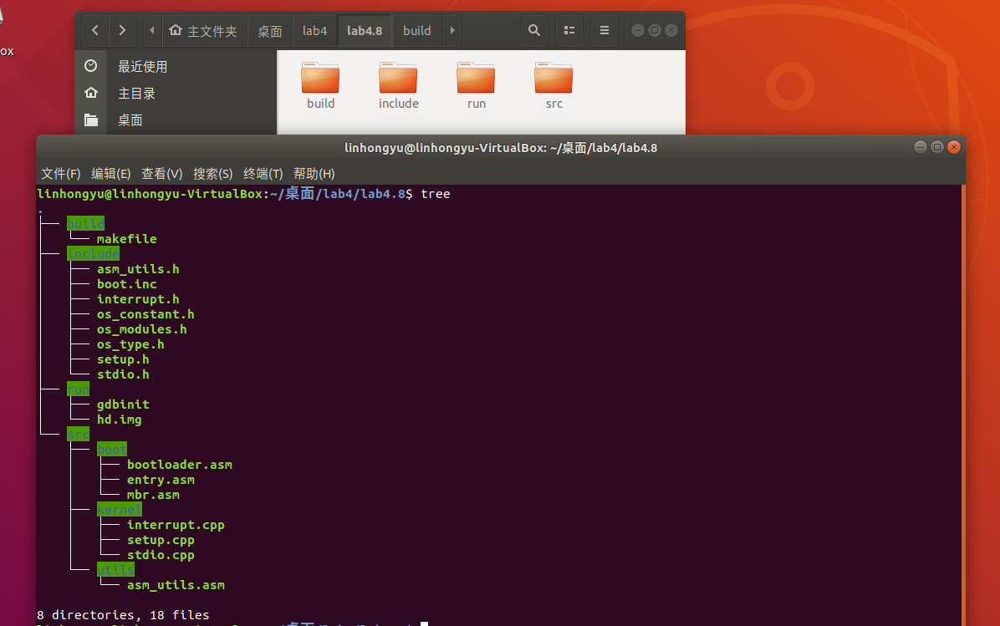 ox
主文件夹 桌面 lab4 lab4.8 build
最近使用
主目录
桌面
build include run src
linhongyu@linhongyu-VirtualBox: ~/桌面/lab4/lab4.8
文件(F) 编辑(E) 查看(V) 搜索(S) 终端(T) 帮助(H)
linhongyu@linhongyu-VirtualBox:~/桌面/lab4/lab4.8$ tree
.
├── build
│   └── makefile
├── include
│   ├── asm_utils.h
│   ├── boot.inc
│   ├── interrupt.h
│   ├── os_constant.h
│   ├── os_modules.h
│   ├── os_type.h
│   ├── setup.h
│   └── stdio.h
├── run
│   ├── gdbinit
│   └── hd.img
└── src
    ├── boot
    │   ├── bootloader.asm
    │   ├── entry.asm
    │   └── mbr.asm
    ├── kernel
    │   ├── interrupt.cpp
    │   ├── setup.cpp
    │   └── stdio.cpp
    └── utils
        └── asm_utils.asm
8 directories, 18 files